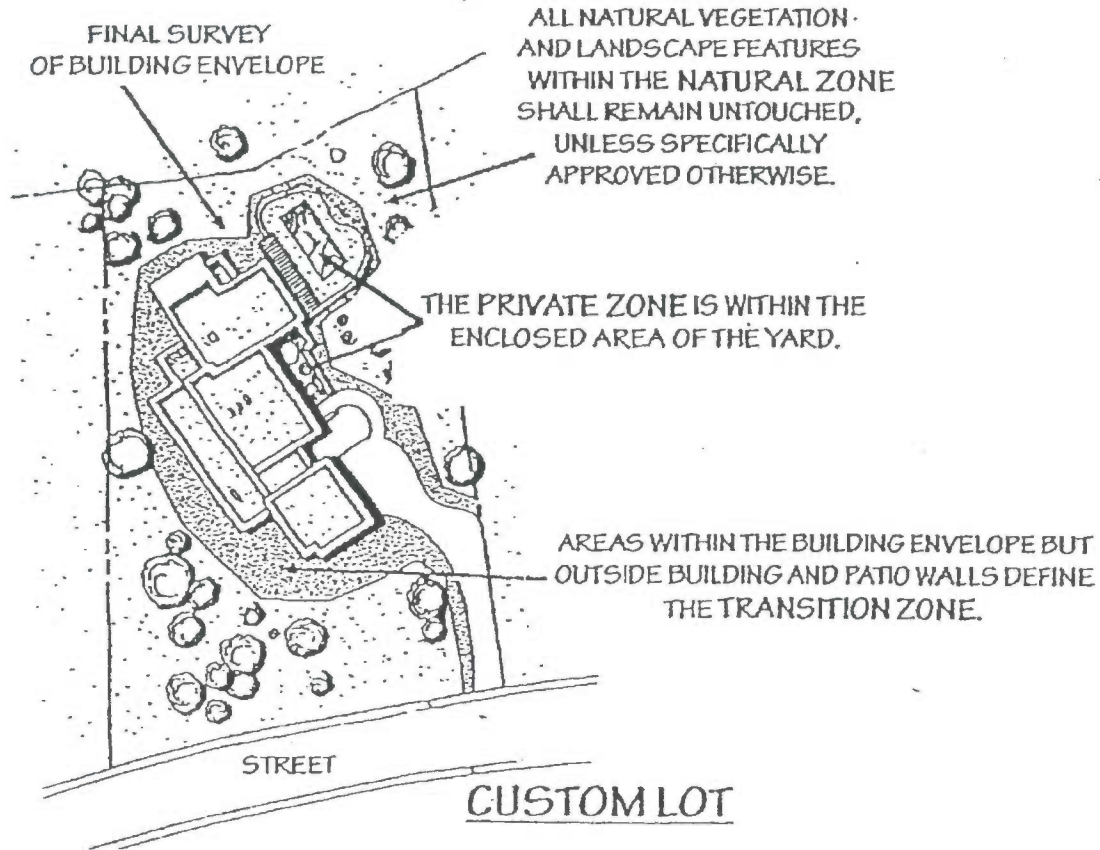 FINAL SURVEY
OF BUILDING ENVELOPE
ALL NATURAL VEGETATION
AND LANDSCAPE FEATURES
WITHIN THE NATURAL ZONE
SHALL REMAIN UNTOUCHED,
UNLESS SPECIFICALLY
APPROVED OTHERWISE.
THE PRIVATE ZONE IS WITHIN THE
ENCLOSED AREA OF THE YARD.
AREAS WITHIN THE BUILDING ENVELOPE BUT
OUTSIDE BUILDING AND PATIO WALLS DEFINE
THE TRANSITION ZONE.
STREET
CUSTOM LOT